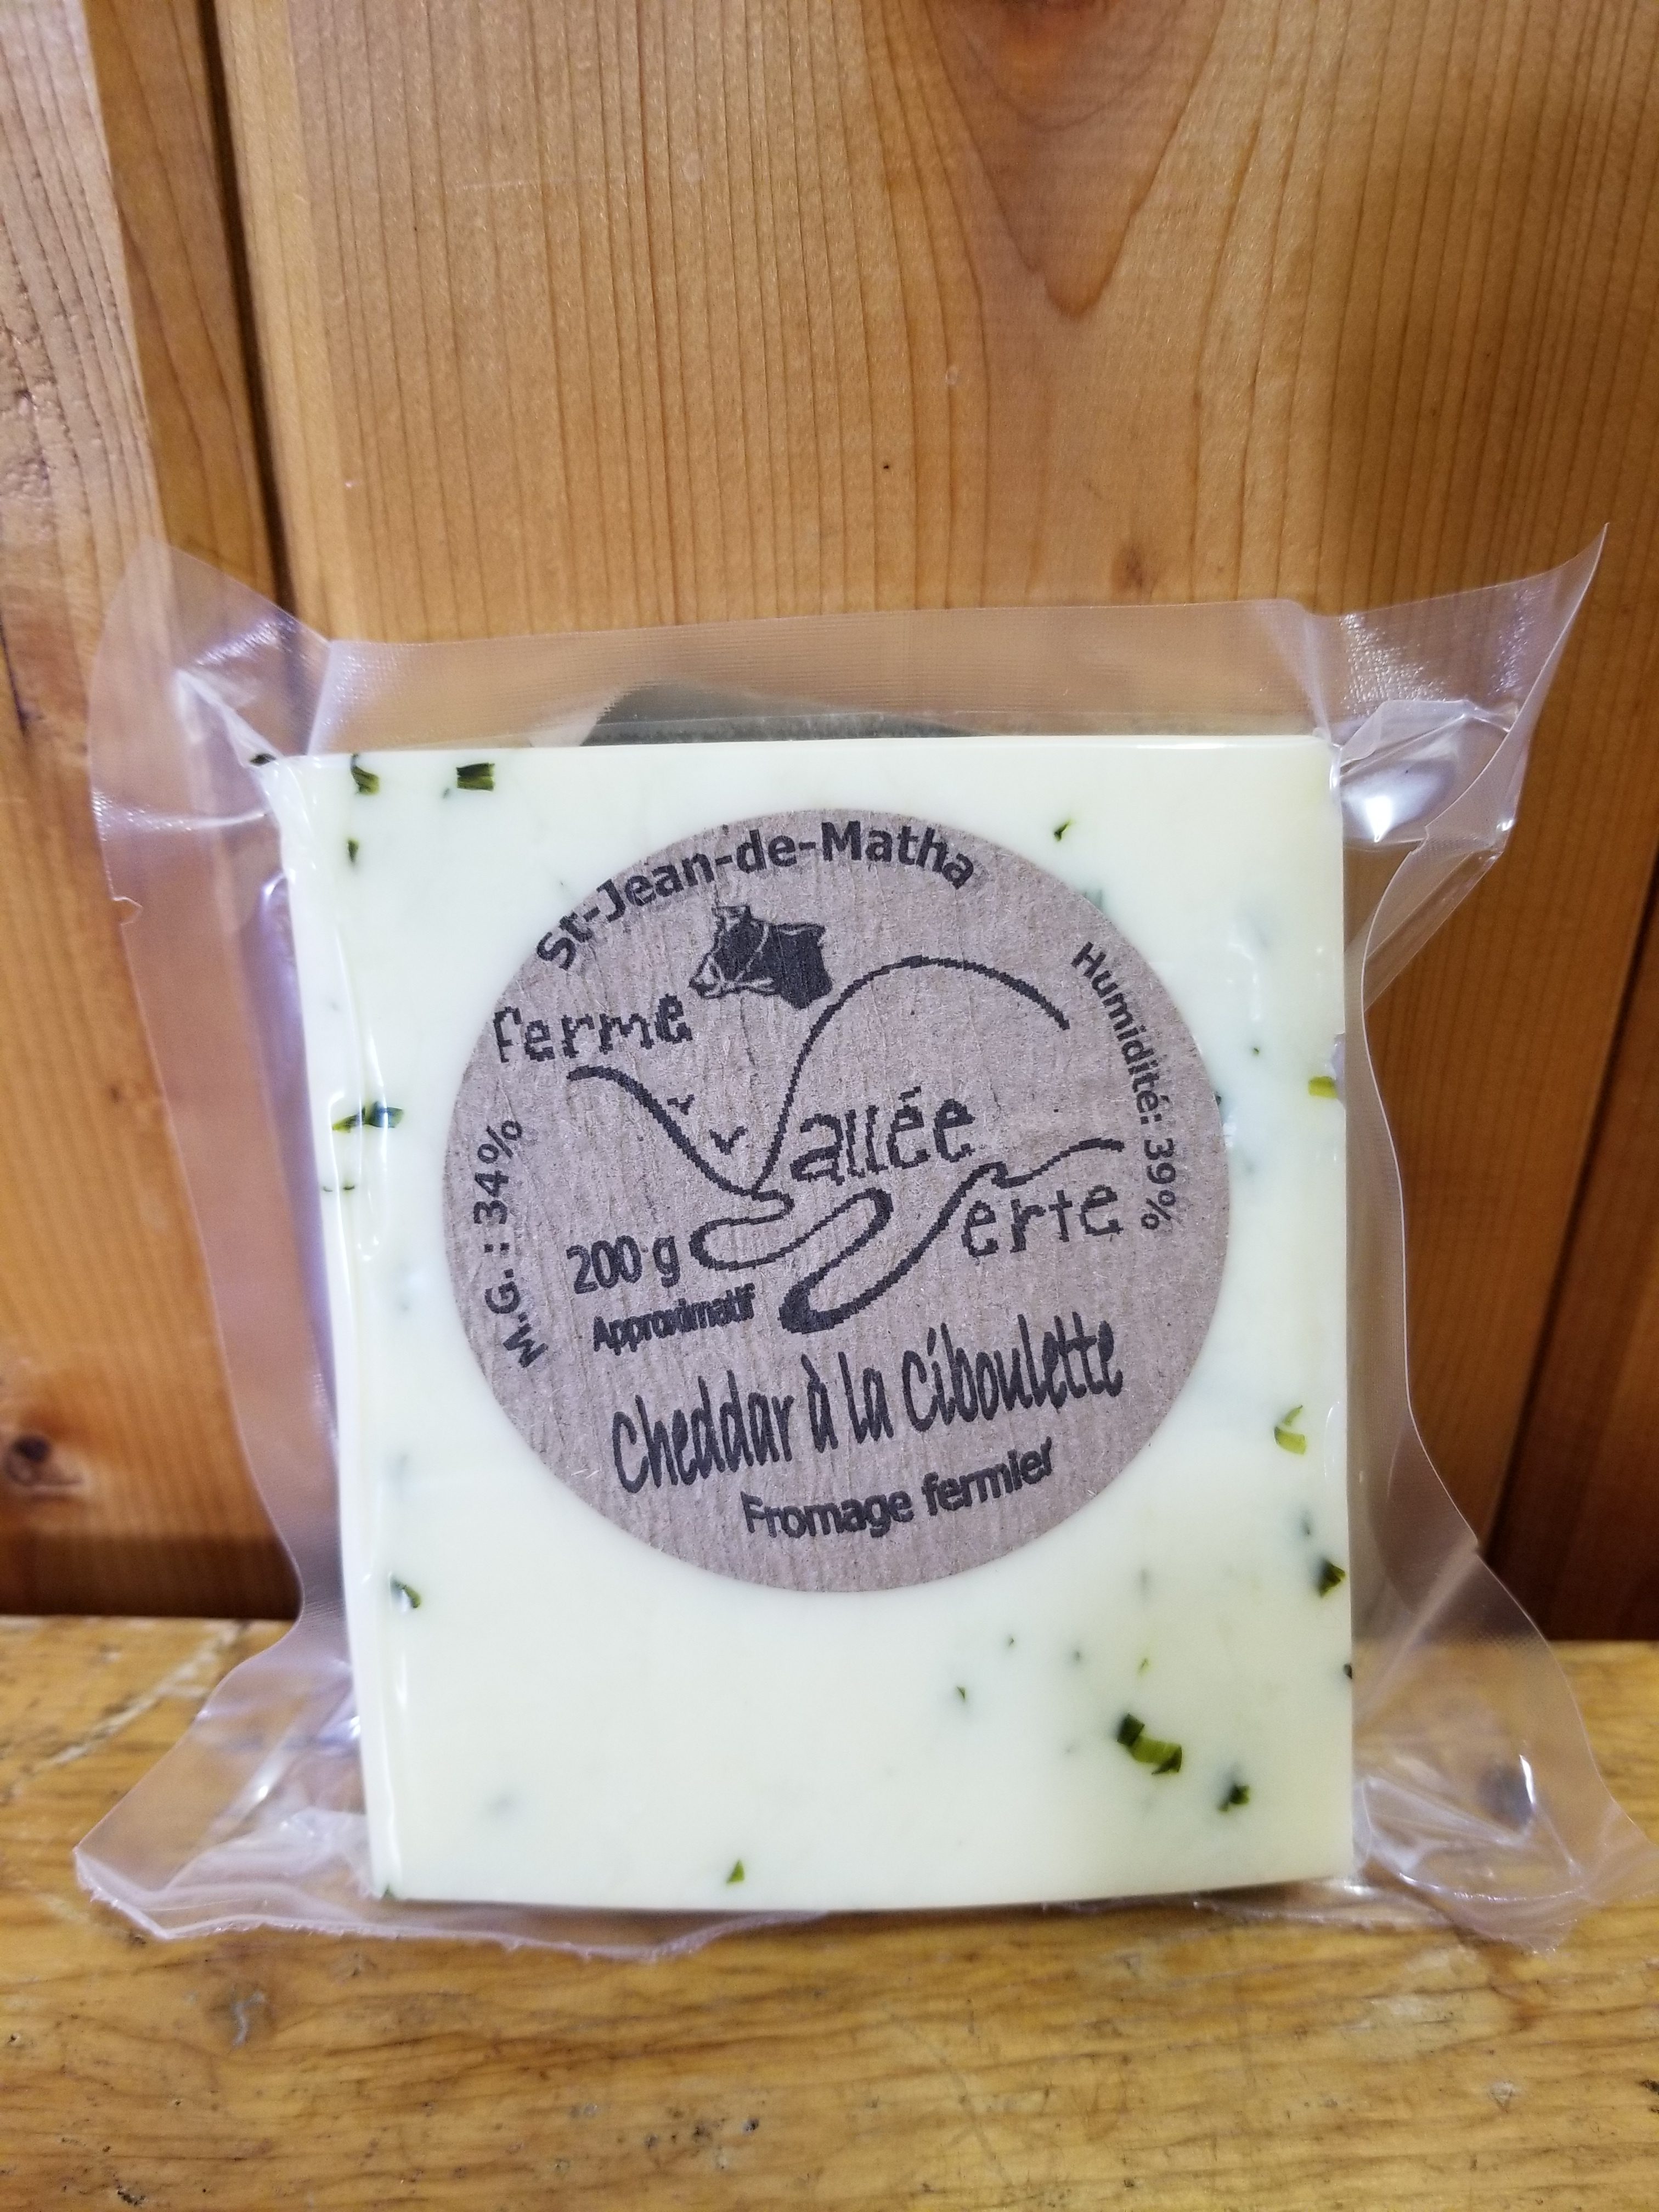 St-Jean-de-Matha
Ferme
Vallée
Verte
Humidité: 39%
M.G. : 34%
200 g
Approximatif
Cheddar à la Ciboulette
Fromage fermier